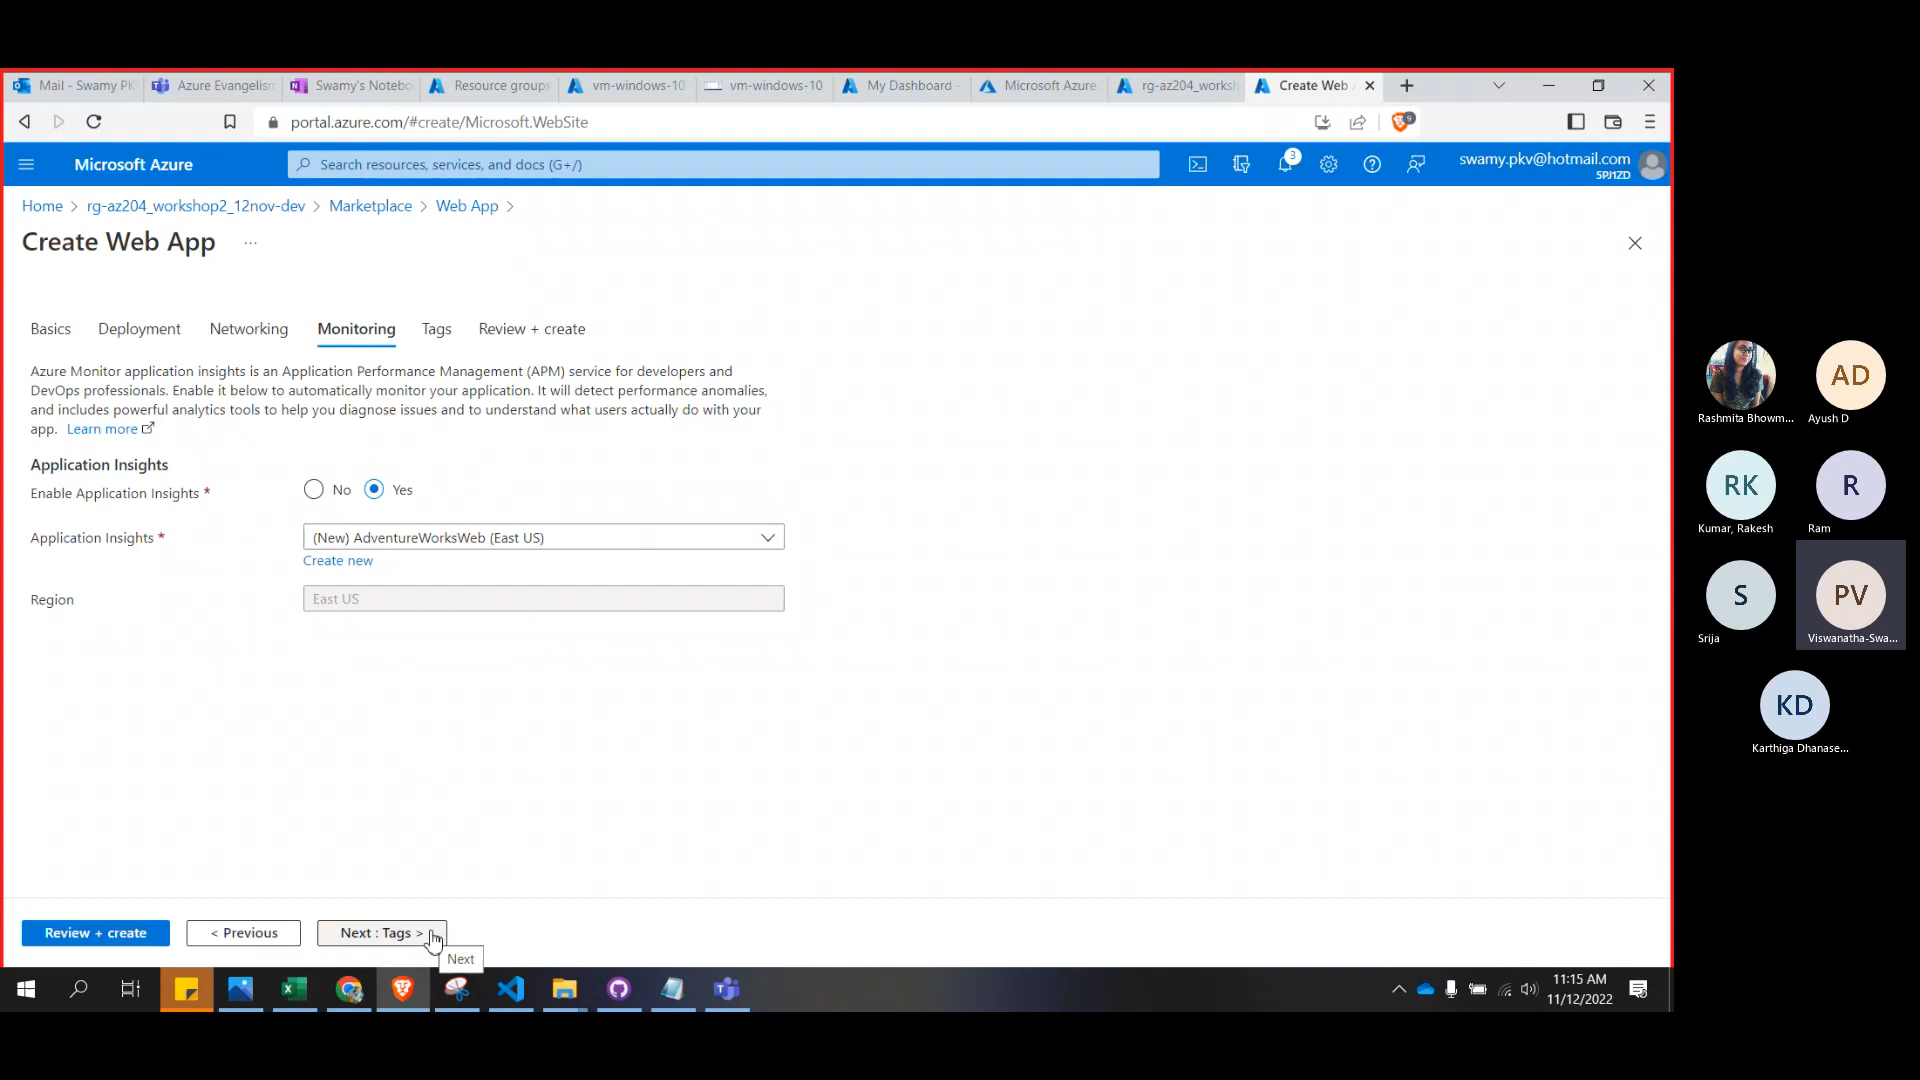 Mail - Swamy PK
Azure Evangelism
Swamy's Notebo
Resource groups
vm-windows-10
vm-windows-10
My Dashboard -
Microsoft Azure
rg-az204_worksh
Create Web
portal.azure.com/#create/Microsoft.WebSite
9
Microsoft Azure
Search resources, services, and docs (G+/)
3
swamy.pkv@hotmail.com
5PJ1ZD
Home > rg-az204_workshop2_12nov-dev > Marketplace > Web App >
Create Web App ...
Basics
Deployment
Networking
Monitoring
Tags
Review + create
Azure Monitor application insights is an Application Performance Management (APM) service for developers and
DevOps professionals. Enable it below to automatically monitor your application. It will detect performance anomalies,
and includes powerful analytics tools to help you diagnose issues and to understand what users actually do with your
app. Learn more
Application Insights
Enable Application Insights *
No
Yes
Application Insights *
(New) AdventureWorksWeb (East US)
Create new
Region
East US
Review + create
< Previous
Next : Tags >
Next
11:15 AM
11/12/2022
Rashmita Bhowm...
AD
Ayush D
RK
Kumar, Rakesh
R
Ram
S
Srija
PV
Viswanatha-Swa...
KD
Karthiga Dhanase...